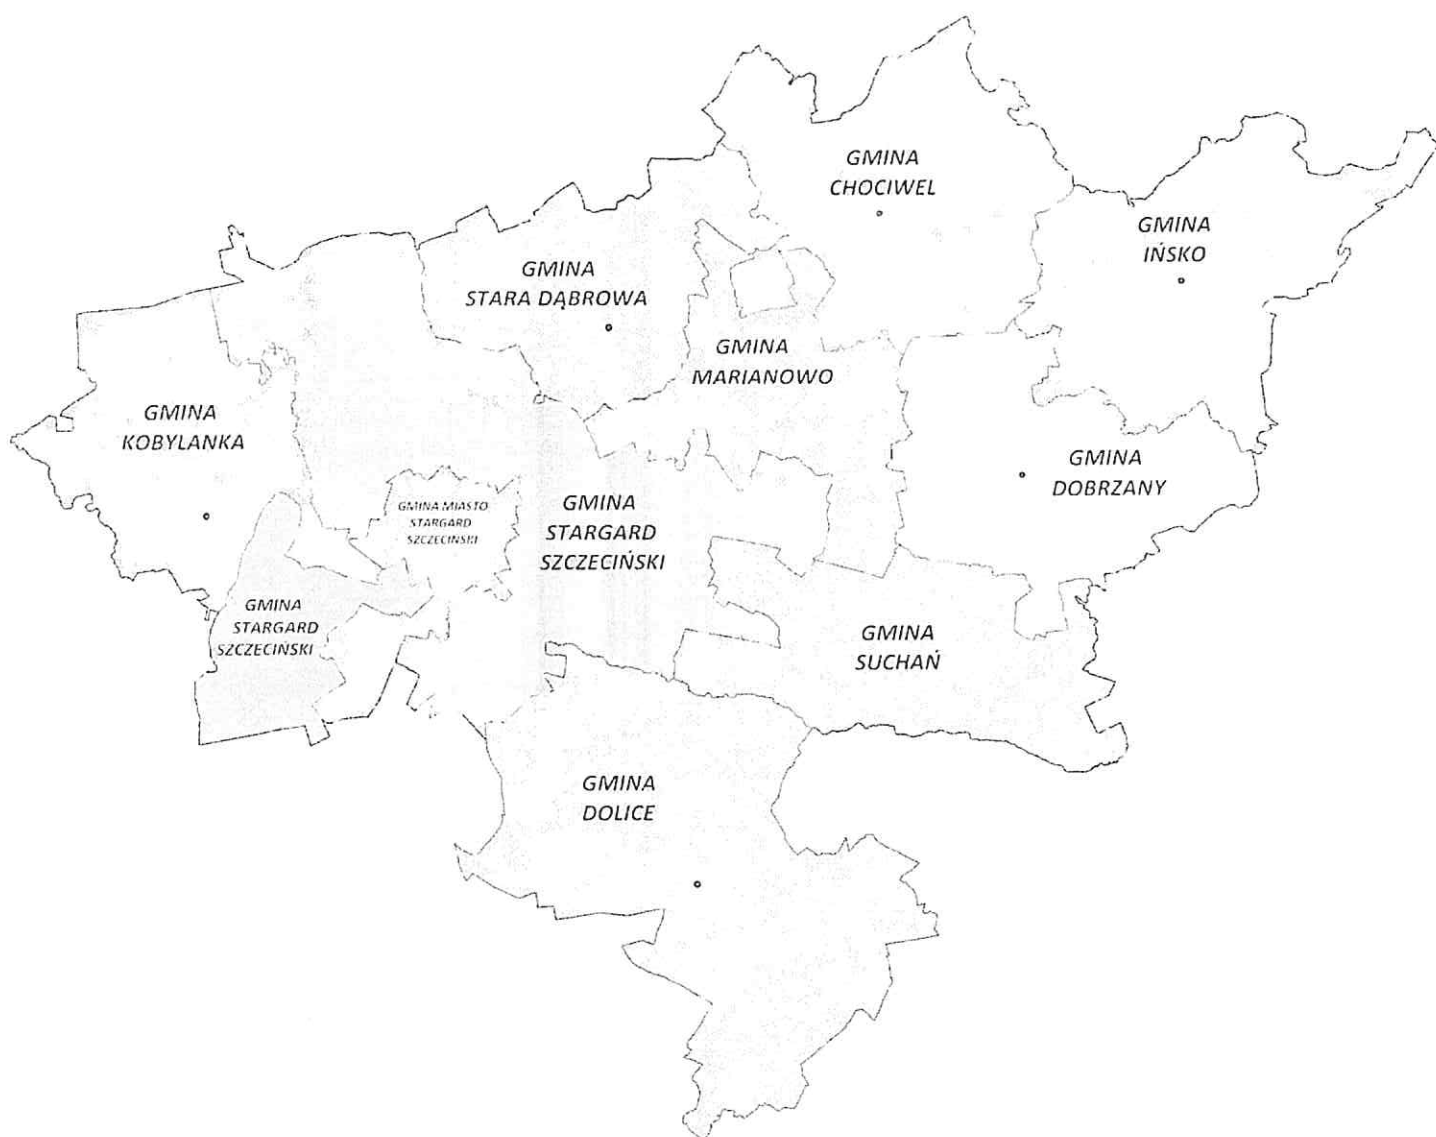 GMINA
CHOCIWEL
GMINA
IŃSKO
GMINA
STARA DĄBROWA
GMINA
MARIANOWO
GMINA
KOBYLANKA
GMINA
DOBRZANY
GMINA MIASTO
STARGARD
SZCZECIŃSKI
GMINA
STARGARD
SZCZECIŃSKI
GMINA
STARGARD
SZCZECIŃSKI
GMINA
SUCHAŃ
GMINA
DOLICE